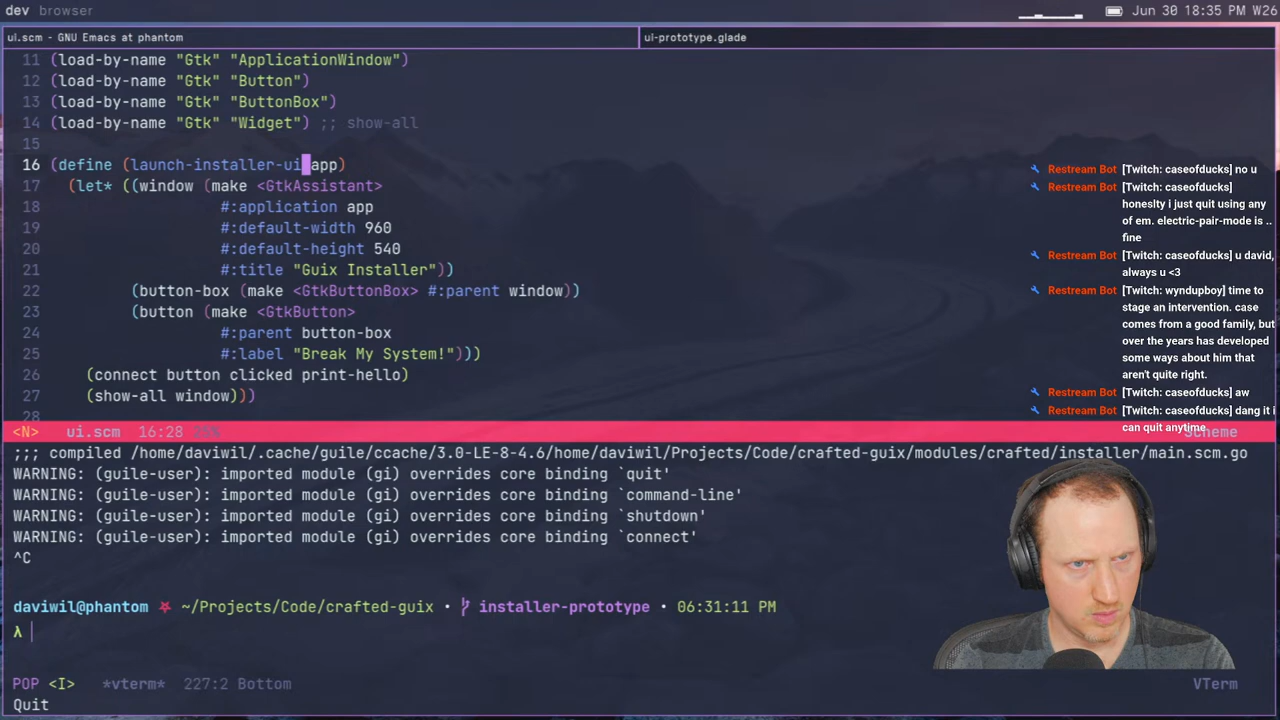 dev browser
Jun 30 18:35 PM W26
ui.scm - GNU Emacs at phantom
ui-prototype.glade
11 (load-by-name "Gtk" "ApplicationWindow")
12 (load-by-name "Gtk" "Button")
13 (load-by-name "Gtk" "ButtonBox")
14 (load-by-name "Gtk" "Widget") ;; show-all
15
16 (define (launch-installer-ui app)
17 (let* ((window (make <GtkAssistant>
18 #:application app
19 #:default-width 960
20 #:default-height 540
21 #:title "Guix Installer"))
22 (button-box (make <GtkButtonBox> #:parent window))
23 (button (make <GtkButton>
24 #:parent button-box
25 #:label "Break My System!")))
26 (connect button clicked print-hello)
27 (show-all window)))
28
<N> ui.scm 16:28 25% Scheme
;;; compiled /home/daviwil/.cache/guile/ccache/3.0-LE-8-4.6/home/daviwil/Projects/Code/crafted-guix/modules/crafted/installer/main.scm.go
WARNING: (guile-user): imported module (gi) overrides core binding `quit'
WARNING: (guile-user): imported module (gi) overrides core binding `command-line'
WARNING: (guile-user): imported module (gi) overrides core binding `shutdown'
WARNING: (guile-user): imported module (gi) overrides core binding `connect'
^C
daviwil@phantom ~/Projects/Code/crafted-guix • installer-prototype • 06:31:11 PM
λ
POP <I> *vterm* 227:2 Bottom VTerm
Quit
Restream Bot [Twitch: caseofducks] no u
Restream Bot [Twitch: caseofducks]
honeslty i just quit using any
of em. electric-pair-mode is ..
fine
Restream Bot [Twitch: caseofducks] u david,
always u <3
Restream Bot [Twitch: wyndupboy] time to
stage an intervention. case
comes from a good family, but
over the years has developed
some ways about him that
aren't quite right.
Restream Bot [Twitch: caseofducks] aw
Restream Bot [Twitch: caseofducks] dang it i
can quit anytime